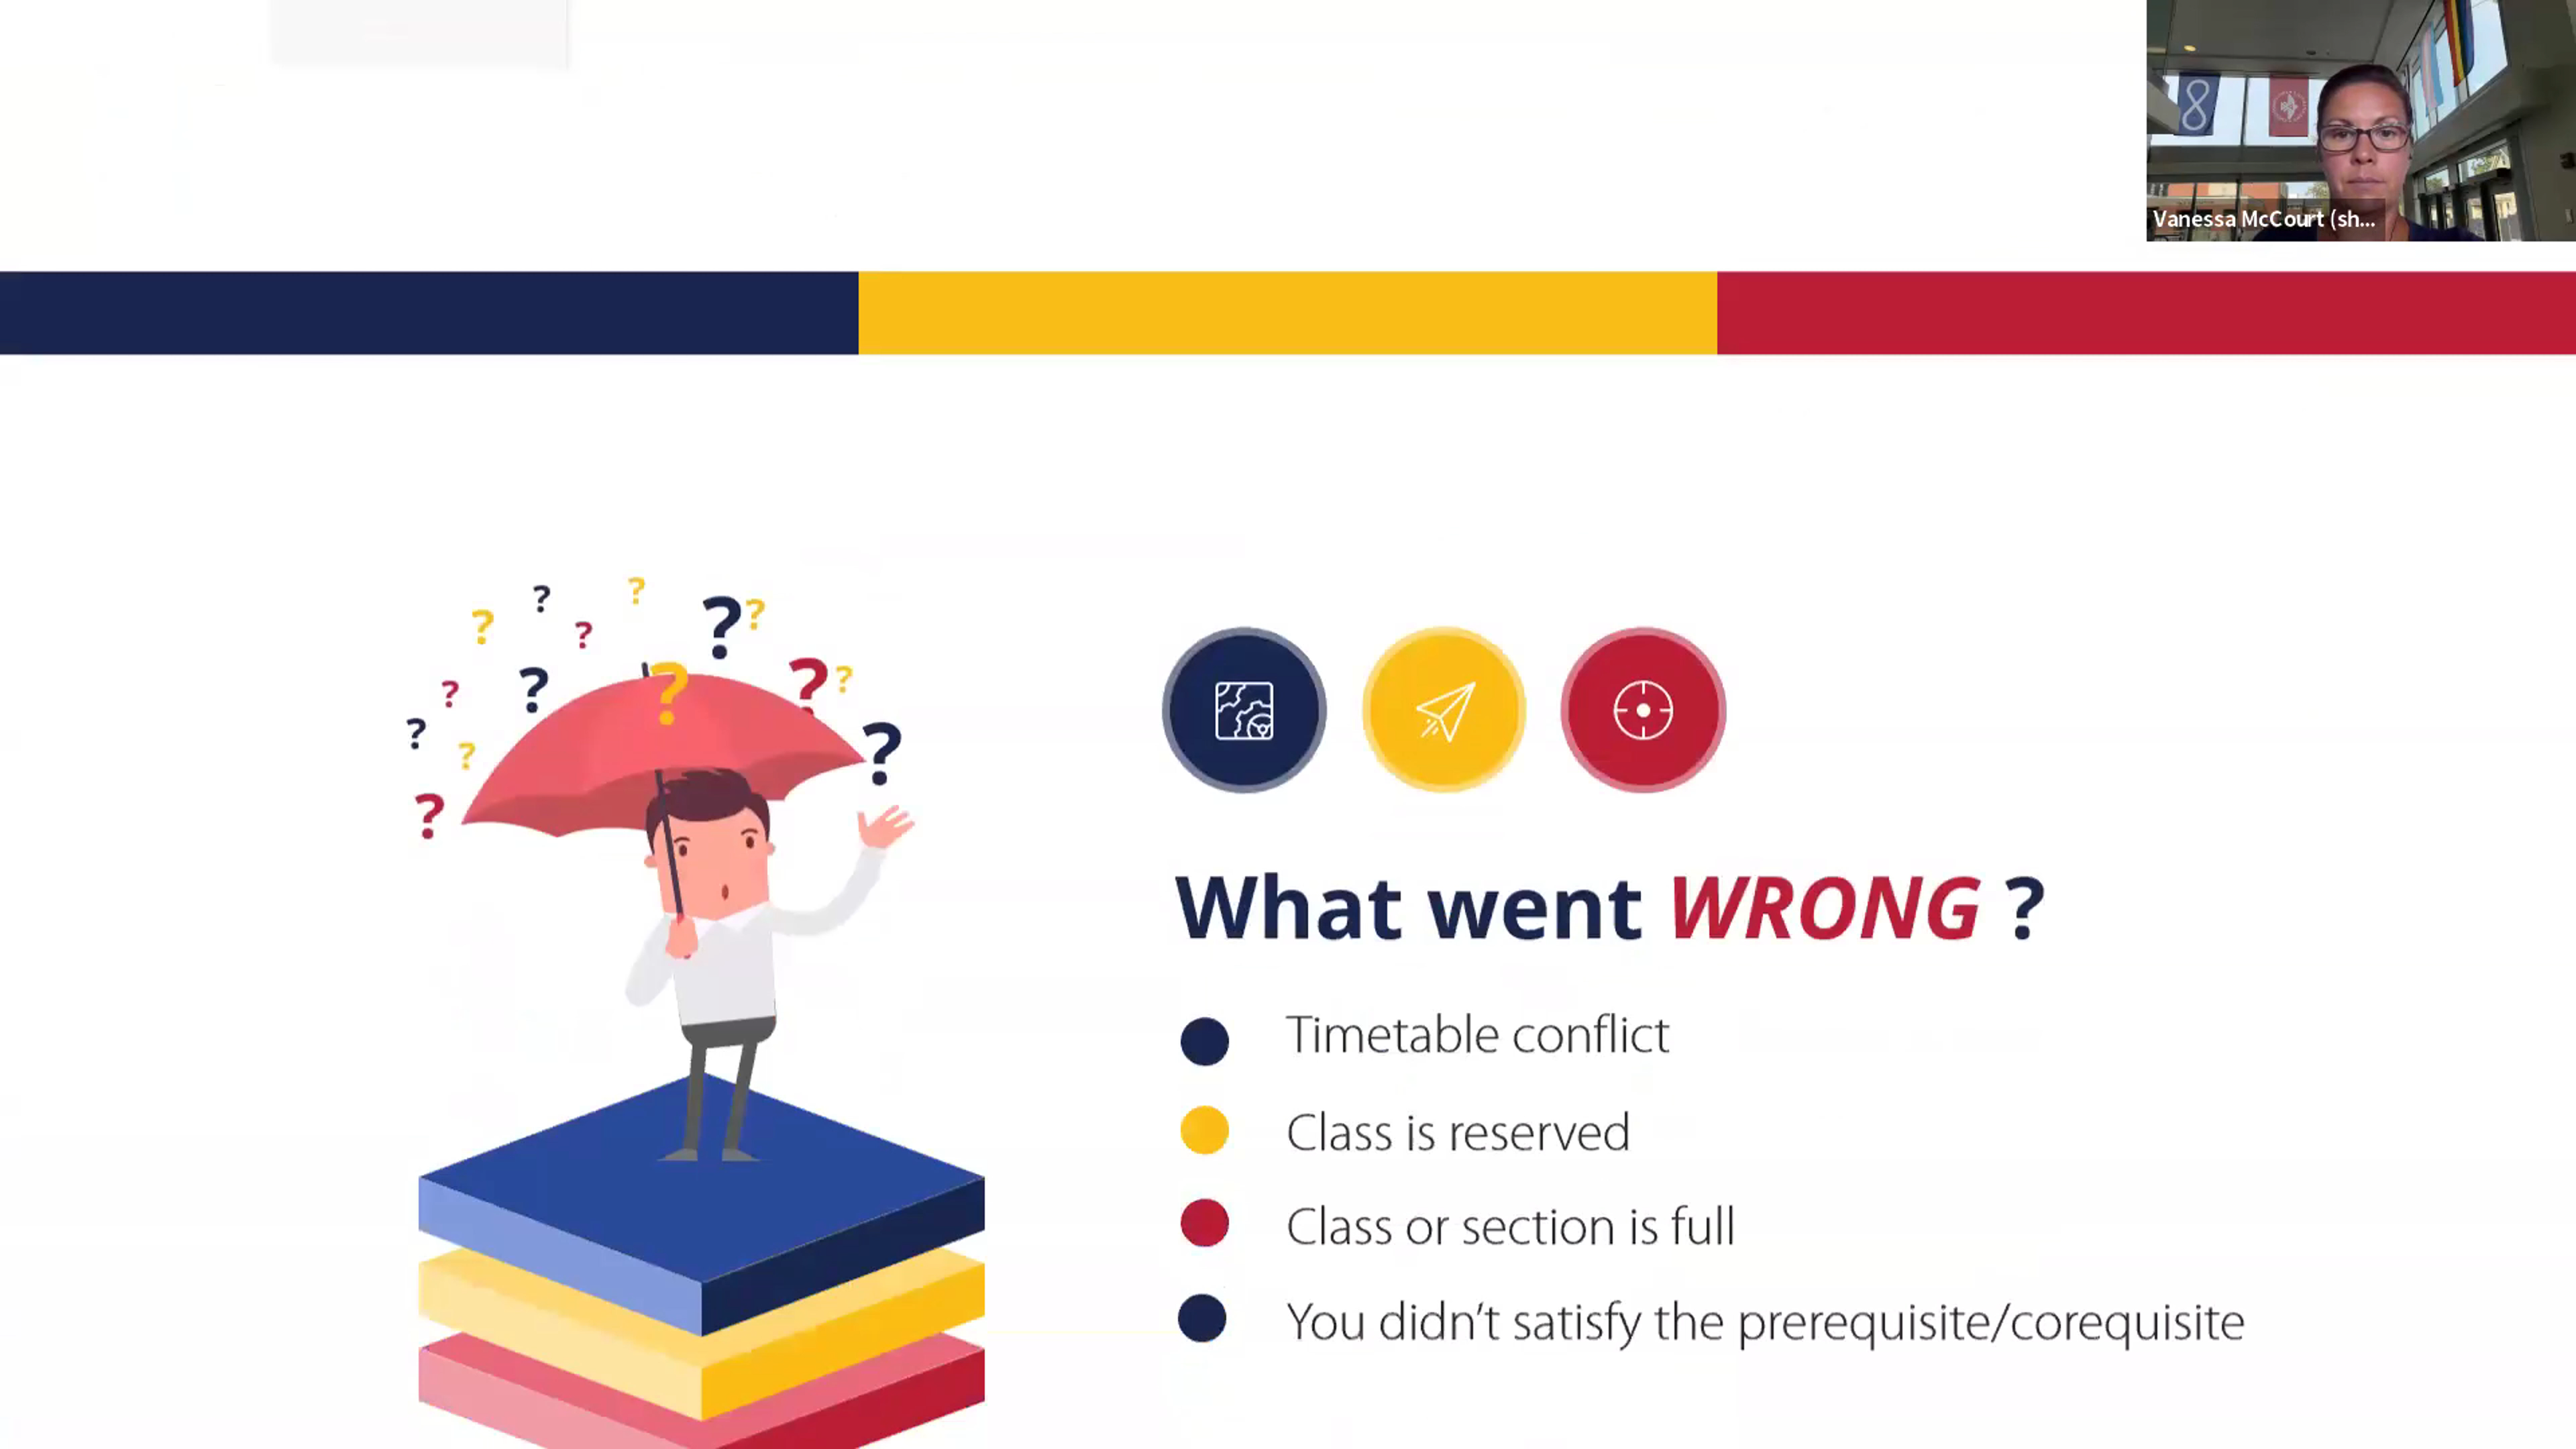 Vanessa McCourt (sh...
? ? ? ? ?
? ? ? ? ? ?
? ? ? ?
What went WRONG ?
Timetable conflict
Class is reserved
Class or section is full
You didn't satisfy the prerequisite/corequisite